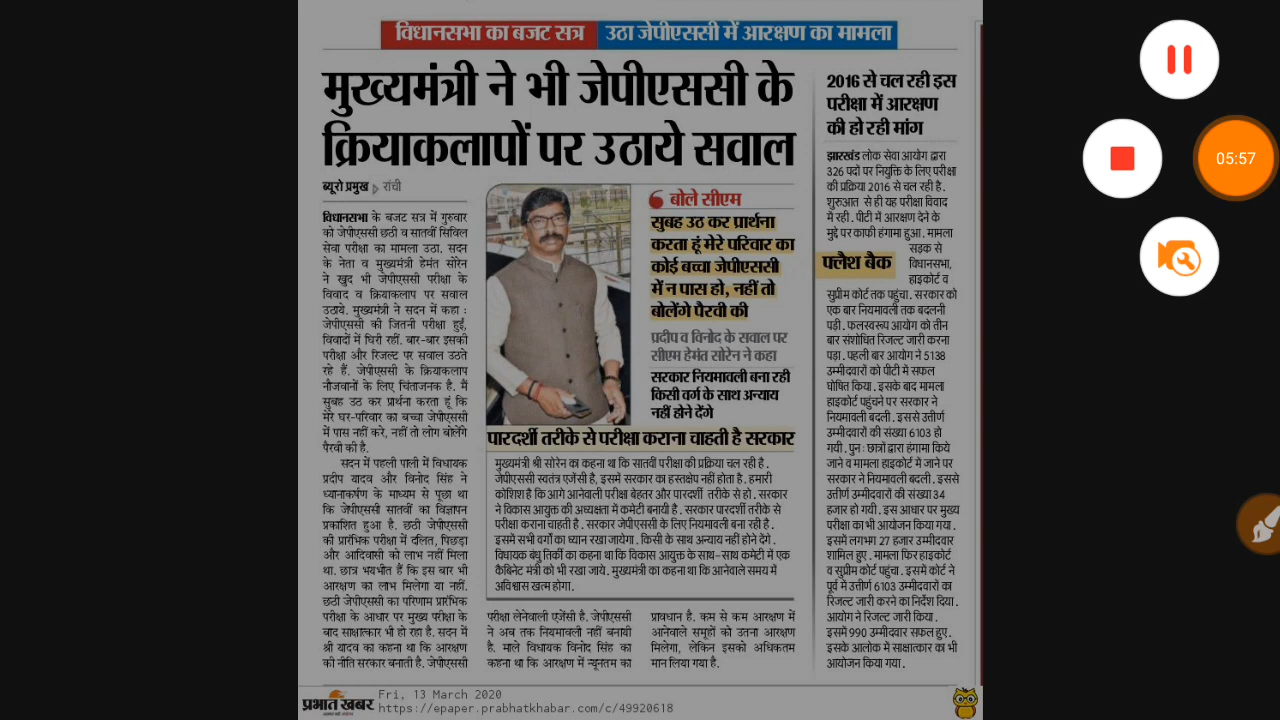 विधानसभा का बजट सत्र उठा जेपीएससी में आरक्षण का मामला
मुख्यमंत्री ने भी जेपीएससी के
क्रियाकलापों पर उठाये सवाल
ब्यूरो प्रमुख रांची
विधानसभा के बजट सत्र में गुरुवार
को जेपीएससी छठी व सातवीं सिविल
सेवा परीक्षा का मामला उठा. सदन
के नेता व मुख्यमंत्री हेमंत सोरेन
ने खुद भी जेपीएससी परीक्षा के
विवाद व क्रियाकलाप पर सवाल
उठाये. मुख्यमंत्री ने सदन में कहा :
जेपीएससी की जितनी परीक्षा हुई,
विवादों में घिरी रहीं. बार-बार इसकी
परीक्षा और रिजल्ट पर सवाल उठते
रहे हैं. जेपीएससी के क्रियाकलाप
नौजवानों के लिए चिंताजनक है. मैं
सुबह उठ कर प्रार्थना करता हूं कि
मेरे घर-परिवार का बच्चा जेपीएससी
में पास नहीं करे, नहीं तो लोग बोलेंगे
पैरवी की है.
सदन में पहली पाली में विधायक
प्रदीप यादव और विनोद सिंह ने
ध्यानाकर्षण के माध्यम से पूछा था
कि जेपीएससी सातवीं का विज्ञापन
प्रकाशित हुआ है. छठी जेपीएससी
की प्रारंभिक परीक्षा में दलित, पिछड़ा
और आदिवासी को लाभ नहीं मिला
था. छात्र भयभीत हैं कि इस बार भी
आरक्षण का लाभ मिलेगा या नहीं.
छठी जेपीएससी का परिणाम प्रारंभिक
परीक्षा के आधार पर मुख्य परीक्षा के
बाद साक्षात्कार भी हो रहा है. सदन में
श्री यादव का कहना था कि आरक्षण
की नीति सरकार बनाती है. जेपीएससी
बोले सीएम
सुबह उठ कर प्रार्थना
करता हूं मेरे परिवार का
कोई बच्चा जेपीएससी
में न पास हो, नहीं तो
बोलेंगे पैरवी की
प्रदीप व विनोद के सवाल पर
सीएम हेमंत सोरेन ने कहा
सरकार नियमावली बना रही
किसी वर्ग के साथ अन्याय
नहीं होने देंगे
पारदर्शी तरीके से परीक्षा कराना चाहती है सरकार
मुख्यमंत्री श्री सोरेन का कहना था कि सातवीं परीक्षा की प्रक्रिया चल रही है.
जेपीएससी स्वतंत्र एजेंसी है, इसमें सरकार का हस्तक्षेप नहीं होता है. हमारी
कोशिश है कि आगे आनेवाली परीक्षा बेहतर और पारदर्शी तरीके से हो. सरकार
ने विकास आयुक्त की अध्यक्षता में कमेटी बनायी है. सरकार पारदर्शी तरीके से
परीक्षा कराना चाहती है. सरकार जेपीएससी के लिए नियमावली बना रही है.
इसमें सभी वर्गों का ध्यान रखा जायेगा. किसी के साथ अन्याय नहीं होने देंगे.
विधायक बंधु तिर्की का कहना था कि विकास आयुक्त के साथ-साथ कमेटी में एक
कैबिनेट मंत्री को भी रखा जाये. मुख्यमंत्री का कहना था कि आनेवाले समय में
अविश्वास खत्म होगा.
परीक्षा लेनेवाली एजेंसी है. जेपीएससी
ने अब तक नियमावली नहीं बनायी
है. माले विधायक विनोद सिंह का
कहना था कि आरक्षण में न्यूनतम का
प्रावधान है. कम से कम आरक्षण में
आनेवाले समूहों को उतना आरक्षण
मिलेगा, लेकिन इसको अधिकतम
मान लिया गया है.
2016 से चल रही इस
परीक्षा में आरक्षण
की हो रही मांग
झारखंड लोक सेवा आयोग द्वारा
326 पदों पर नियुक्ति के लिए परीक्षा
की प्रक्रिया 2016 से चल रही है.
शुरुआत से ही यह परीक्षा विवाद
में रही. पीटी में आरक्षण देने के
मुद्दे पर काफी हंगामा हुआ. मामला
सड़क से
फ्लैश बैक
विधानसभा,
हाइकोर्ट व
सुप्रीम कोर्ट तक पहुंचा. सरकार को
एक बार नियमावली तक बदलनी
पड़ी. फलस्वरूप आयोग को तीन
बार संशोधित रिजल्ट जारी करना
पड़ा. पहली बार आयोग ने 5138
उम्मीदवारों को पीटी में सफल
घोषित किया. इसके बाद मामला
हाइकोर्ट पहुंचने पर सरकार ने
नियमावली बदली. इससे उत्तीर्ण
उम्मीदवारों की संख्या 6103 हो
गयी. पुनः छात्रों द्वारा हंगामा किये
जाने व मामला हाइकोर्ट में जाने पर
सरकार ने नियमावली बदली. इससे
उत्तीर्ण उम्मीदवारों की संख्या 34
हजार हो गयी. इस आधार पर मुख्य
परीक्षा का भी आयोजन किया गया.
इसमें लगभग 27 हजार उम्मीदवार
शामिल हुए. मामला फिर हाइकोर्ट
व सुप्रीम कोर्ट पहुंचा. इसमें कोर्ट ने
पूर्व में उत्तीर्ण 6103 उम्मीदवारों का
रिजल्ट जारी करने का निर्देश दिया.
आयोग ने रिजल्ट जारी किया.
इसमें 990 उम्मीदवार सफल हुए.
इसके आलोक में साक्षात्कार का भी
आयोजन किया गया.
05:57
प्रभात खबर
Fri, 13 March 2020
https://epaper.prabhatkhabar.com/c/49920618